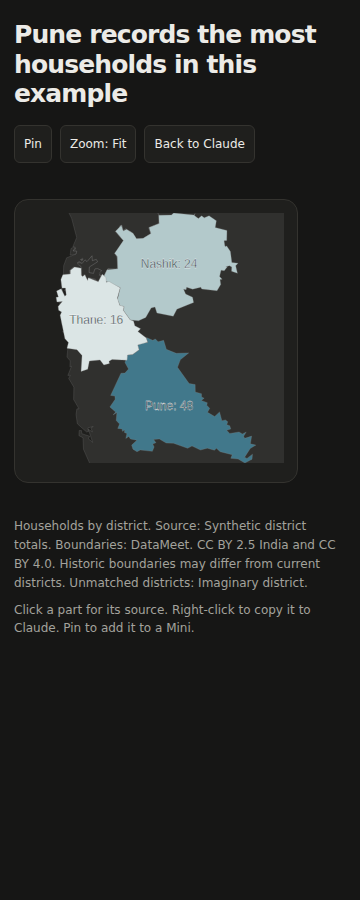 Pune records the most
households in this
example
Pin
Zoom: Fit
Back to Claude
Nashik: 24
Thane: 16
Pune: 48
Households by district. Source: Synthetic district
totals. Boundaries: DataMeet. CC BY 2.5 India and CC
BY 4.0. Historic boundaries may differ from current
districts. Unmatched districts: Imaginary district.
Click a part for its source. Right-click to copy it to
Claude. Pin to add it to a Mini.